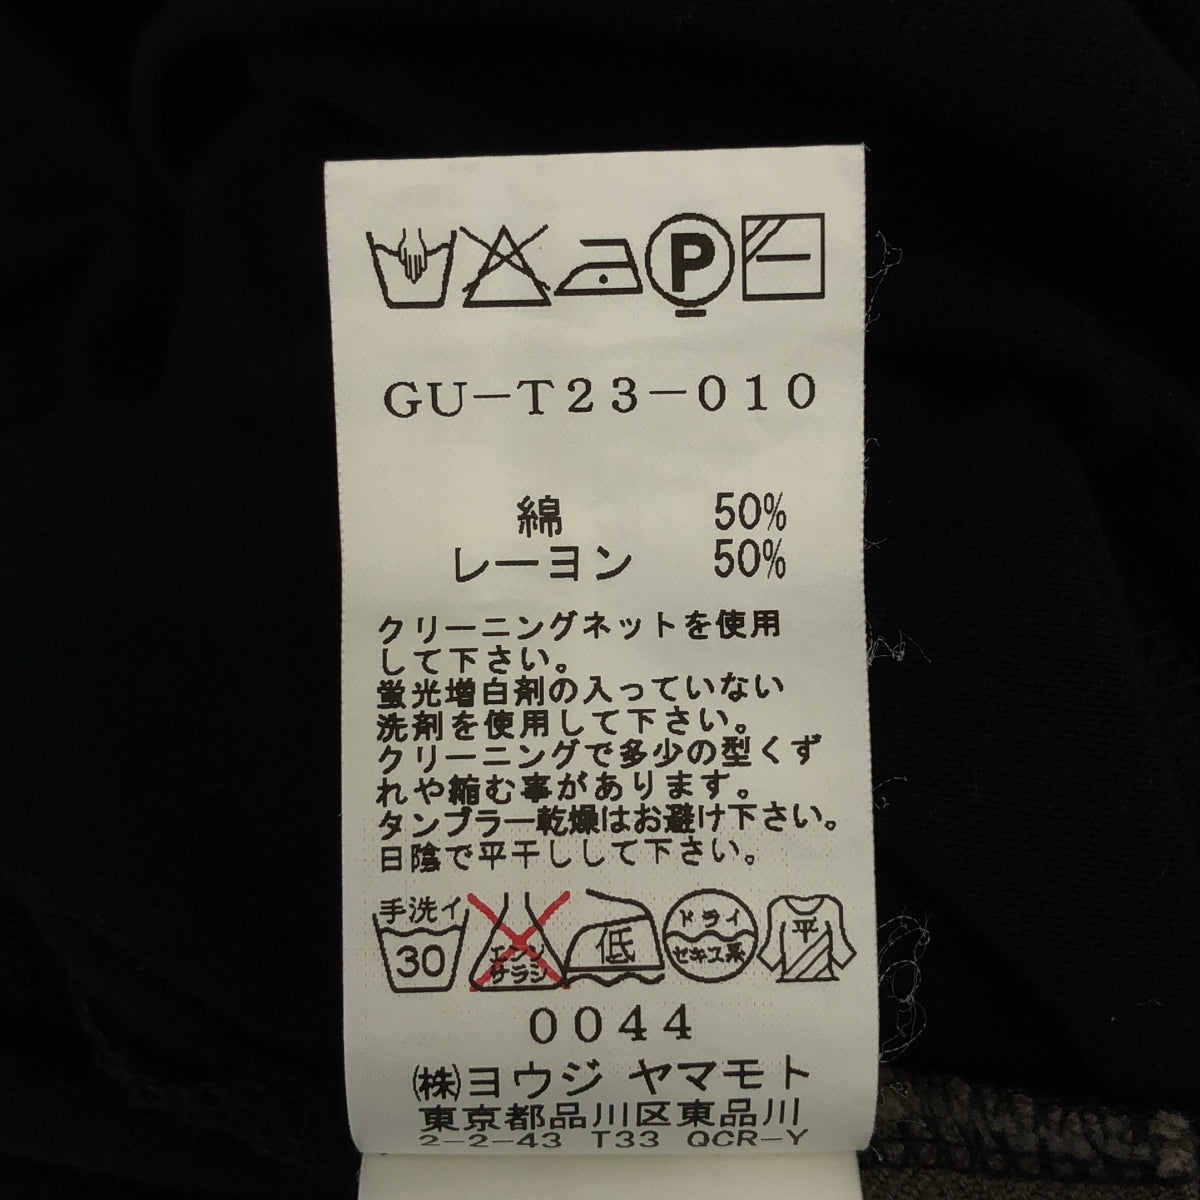 P
GU-T23-010
綿 50%
レーヨン 50%
クリーニングネットを使用
して下さい。
蛍光増白剤の入っていない
洗剤を使用して下さい。
クリーニングで多少の型くず
れや縮む事があります。
タンブラー乾燥はお避け下さい。
日陰で平干しして下さい。
手洗イ 30 エンソ サラシ 低 ドライ セキユ系 平
0044
㈱ヨウジ ヤマモト
東京都品川区東品川
2-2-43 T33 QCR-Y